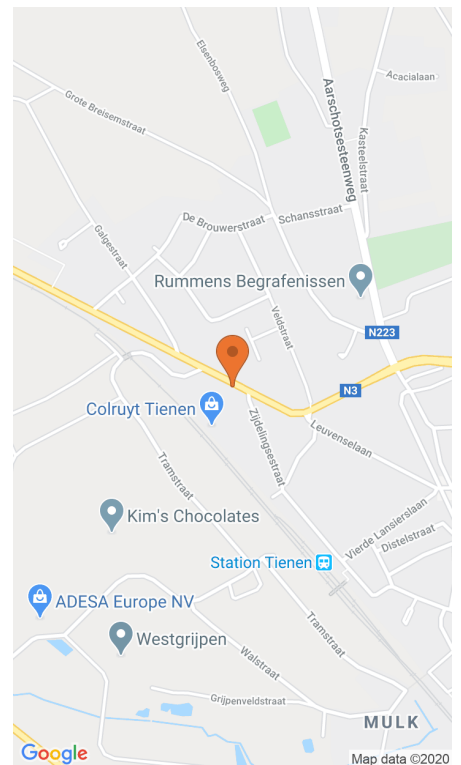 Elsenbosweg
Acacialaan
Grote Breisemstraat
Aarschotsesteenweg
Kasteelstraat
De Brouwerstraat
Schansstraat
Galgestraat
Rummens Begrafenissen
Veldstraat
N223
N3
Colruyt Tienen
Zijdelingsestraat
Leuvenselaan
Tramstraat
Kim's Chocolates
Vierde Lansierslaan
Distelstraat
Station Tienen
ADESA Europe NV
Tramstraat
Westgrijpen
Walstraat
Grijpenveldstraat
MULK
Google
Map data ©2020